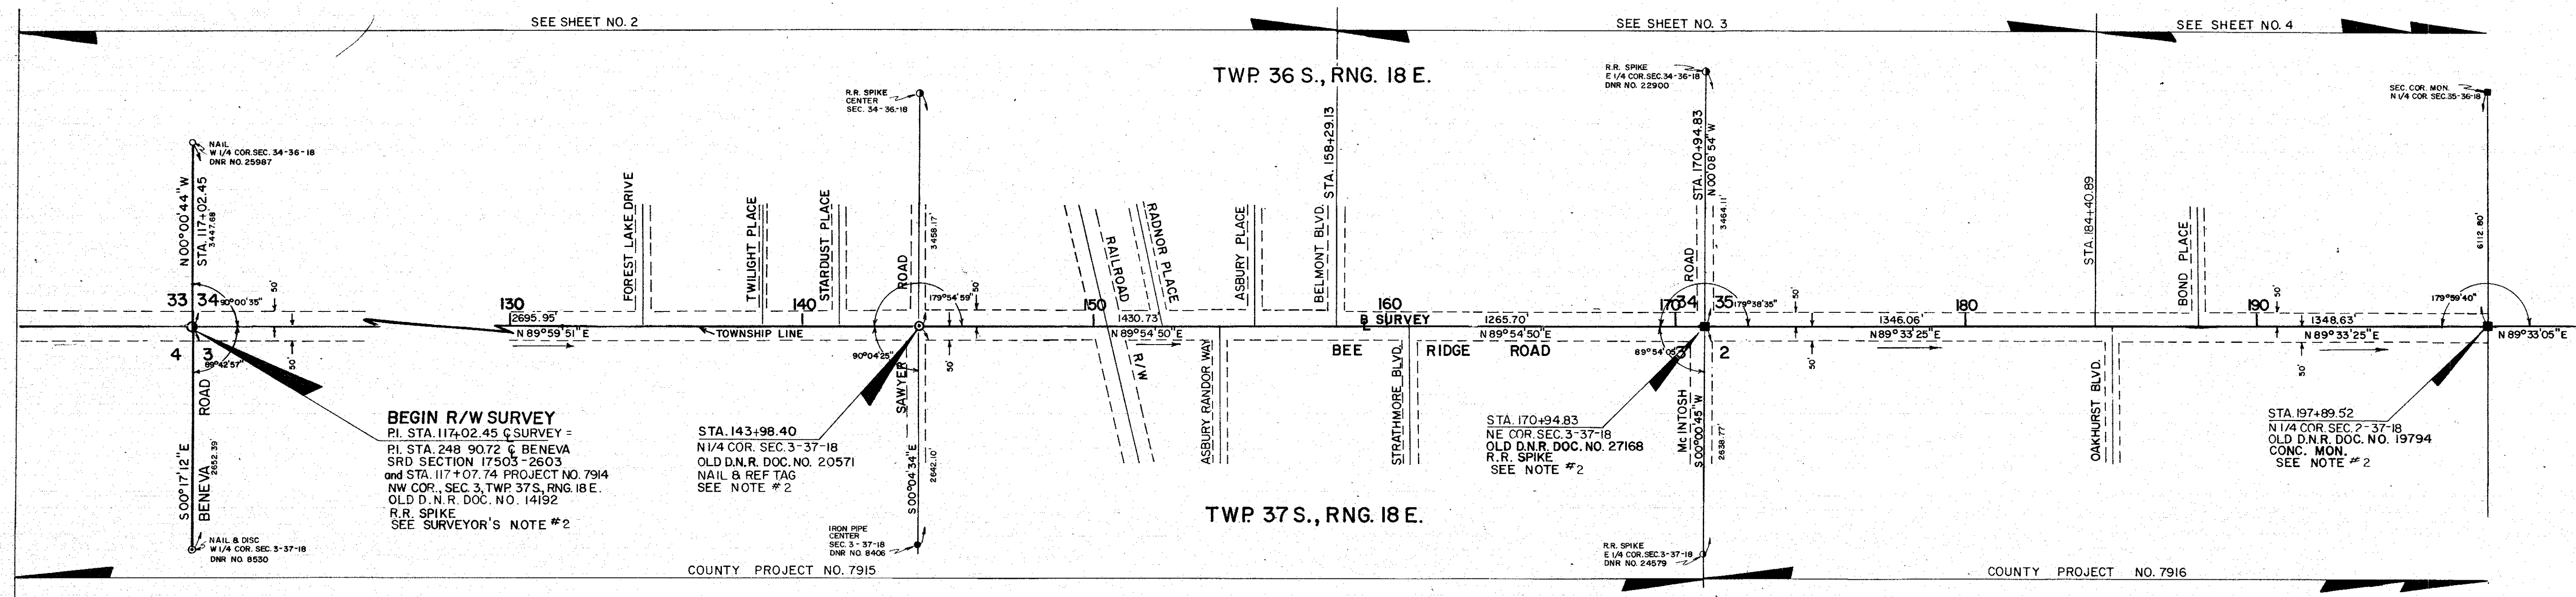 SEE SHEET NO. 2
SEE SHEET NO. 3
SEE SHEET NO. 4
TWP. 36 S., RNG. 18 E.
R.R. SPIKE
CENTER
SEC. 34-36-18
R.R. SPIKE
E 1/4 COR. SEC. 34-36-18
DNR NO. 22900
SEC. COR. MON.
N 1/4 COR. SEC. 35-36-18
NAIL
W 1/4 COR. SEC. 34-36-18
DNR NO. 25987
N 00°00'44" W
STA. 117+02.45
3447.68
FOREST LAKE DRIVE
TWILIGHT PLACE
STARDUST PLACE
ROAD
3458.17'
RAILROAD
RADNOR PLACE
ASBURY PLACE
BELMONT BLVD.
STA. 158+29.13
ROAD
STA. 170+94.83
N 00°08'54" W
3464.11'
STA. 184+40.89
BOND PLACE
6112.80'
33
34
90°00'35"
50'
130
140
179°54'59"
50'
150
160
170
34
35
179°38'35"
50'
180
190
50'
179°59'40"
2695.95'
N 89°59'51" E
TOWNSHIP LINE
1430.73'
N 89°54'50" E
B SURVEY
L
1265.70'
N 89°54'50" E
1346.06'
N 89°33'25" E
1348.63'
N 89°33'25" E
N 89°33'05" E
4
3
89°42'57"
50'
90°04'25"
50'
R/W
BEE RIDGE ROAD
89°54'05"
3
2
50'
50'
ROAD
BENEVA
S 00°17'12" E
2652.39'
SAWYER
S 00°04'34" E
2642.10'
ASBURY RANDOR WAY
STRATHMORE BLVD.
McINTOSH
S 00°00'45" W
2638.77'
OAKHURST BLVD.
BEGIN R/W SURVEY
P.I. STA. 117+02.45 ℄ SURVEY =
P.I. STA. 248 90.72 ℄ BENEVA
SRD SECTION 17503-2603
and STA. 117+07.74 PROJECT NO. 7914
NW COR., SEC. 3, TWP. 37 S., RNG. 18 E.
OLD D.N.R. DOC. NO. 14192
R.R. SPIKE
SEE SURVEYOR'S NOTE #2
STA. 143+98.40
N 1/4 COR. SEC. 3-37-18
OLD D.N.R. DOC. NO. 20571
NAIL & REF TAG
SEE NOTE #2
STA. 170+94.83
NE COR. SEC. 3-37-18
OLD D.N.R. DOC. NO. 27168
R.R. SPIKE
SEE NOTE #2
STA. 197+89.52
N 1/4 COR. SEC. 2-37-18
OLD D.N.R. DOC. NO. 19794
CONC. MON.
SEE NOTE #2
TWP. 37 S., RNG. 18 E.
NAIL & DISC
W 1/4 COR. SEC. 3-37-18
DNR NO. 8530
IRON PIPE
CENTER
SEC. 3-37-18
DNR NO. 8406
R.R. SPIKE
E 1/4 COR. SEC. 3-37-18
DNR NO. 24579
COUNTY PROJECT NO. 7915
COUNTY PROJECT NO. 7916